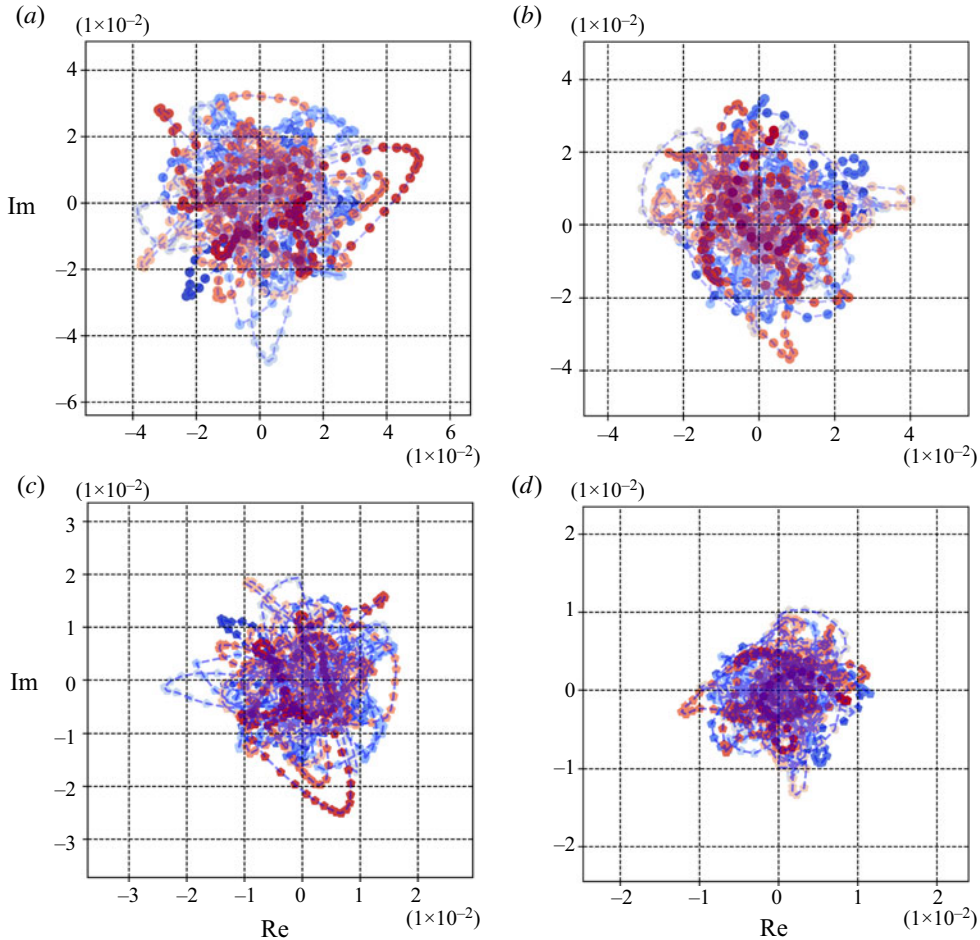 (a) (1×10⁻²)
4
2
Im 0
–2
–4
–6
–4 –2 0 2 4 6
(1×10⁻²)
(b) (1×10⁻²)
4
2
0
–2
–4
–4 –2 0 2 4
(1×10⁻²)
(c) (1×10⁻²)
3
2
1
Im 0
–1
–2
–3
–3 –2 –1 0 1 2
Re (1×10⁻²)
(d) (1×10⁻²)
2
1
0
–1
–2
–2 –1 0 1 2
Re (1×10⁻²)